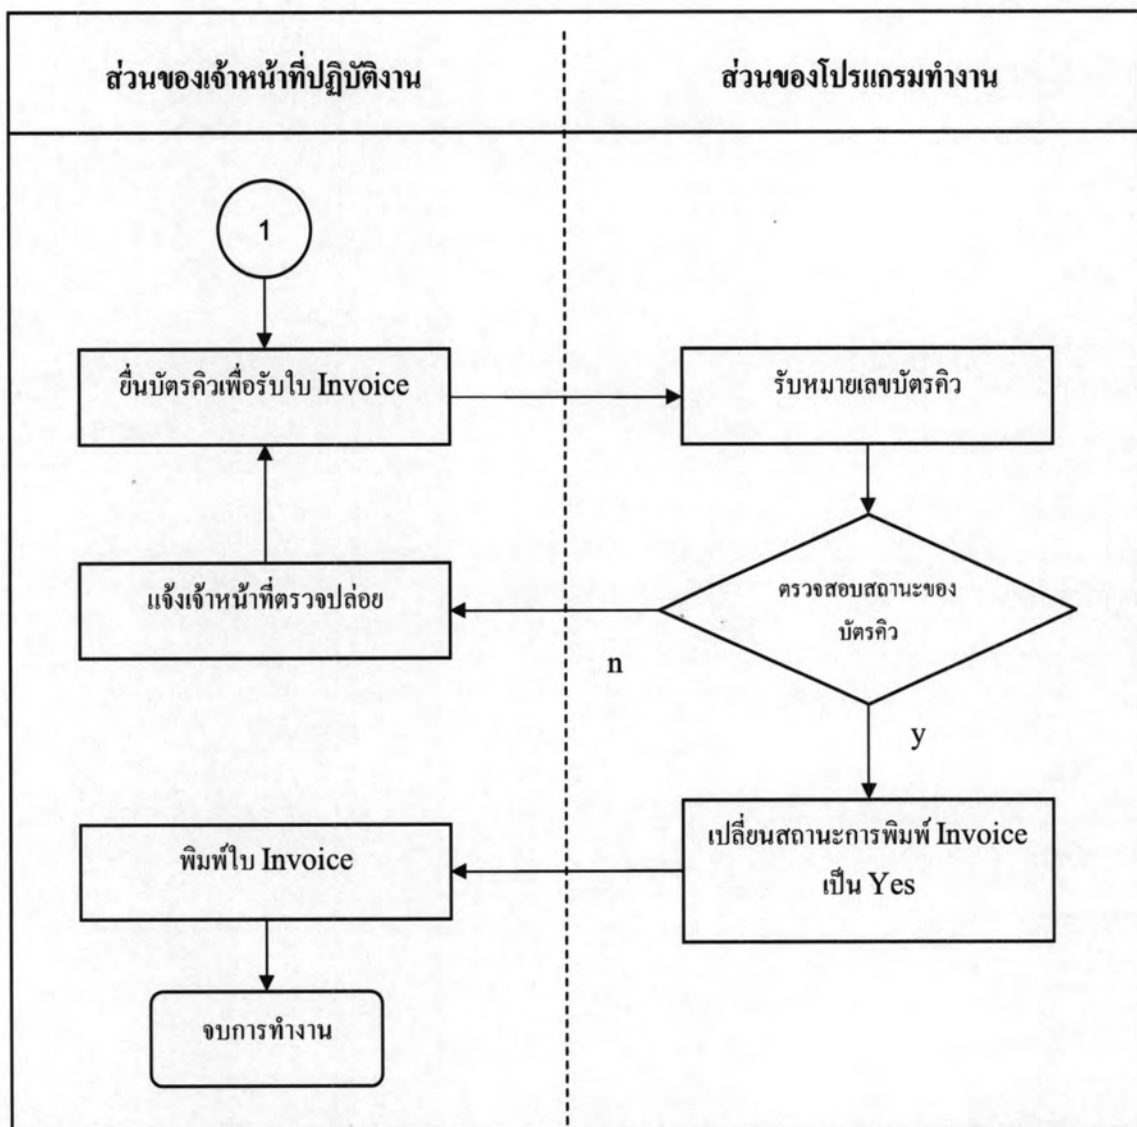 ส่วนของเจ้าหน้าที่ปฏิบัติงาน
ส่วนของโปรแกรมทำงาน
1
ยื่นบัตรคิวเพื่อรับใบ Invoice
รับหมายเลขบัตรคิว
แจ้งเจ้าหน้าที่ตรวจปล่อย
ตรวจสอบสถานะของ
บัตรคิว
n
y
พิมพ์ใบ Invoice
เปลี่ยนสถานะการพิมพ์ Invoice
เป็น Yes
จบการทำงาน